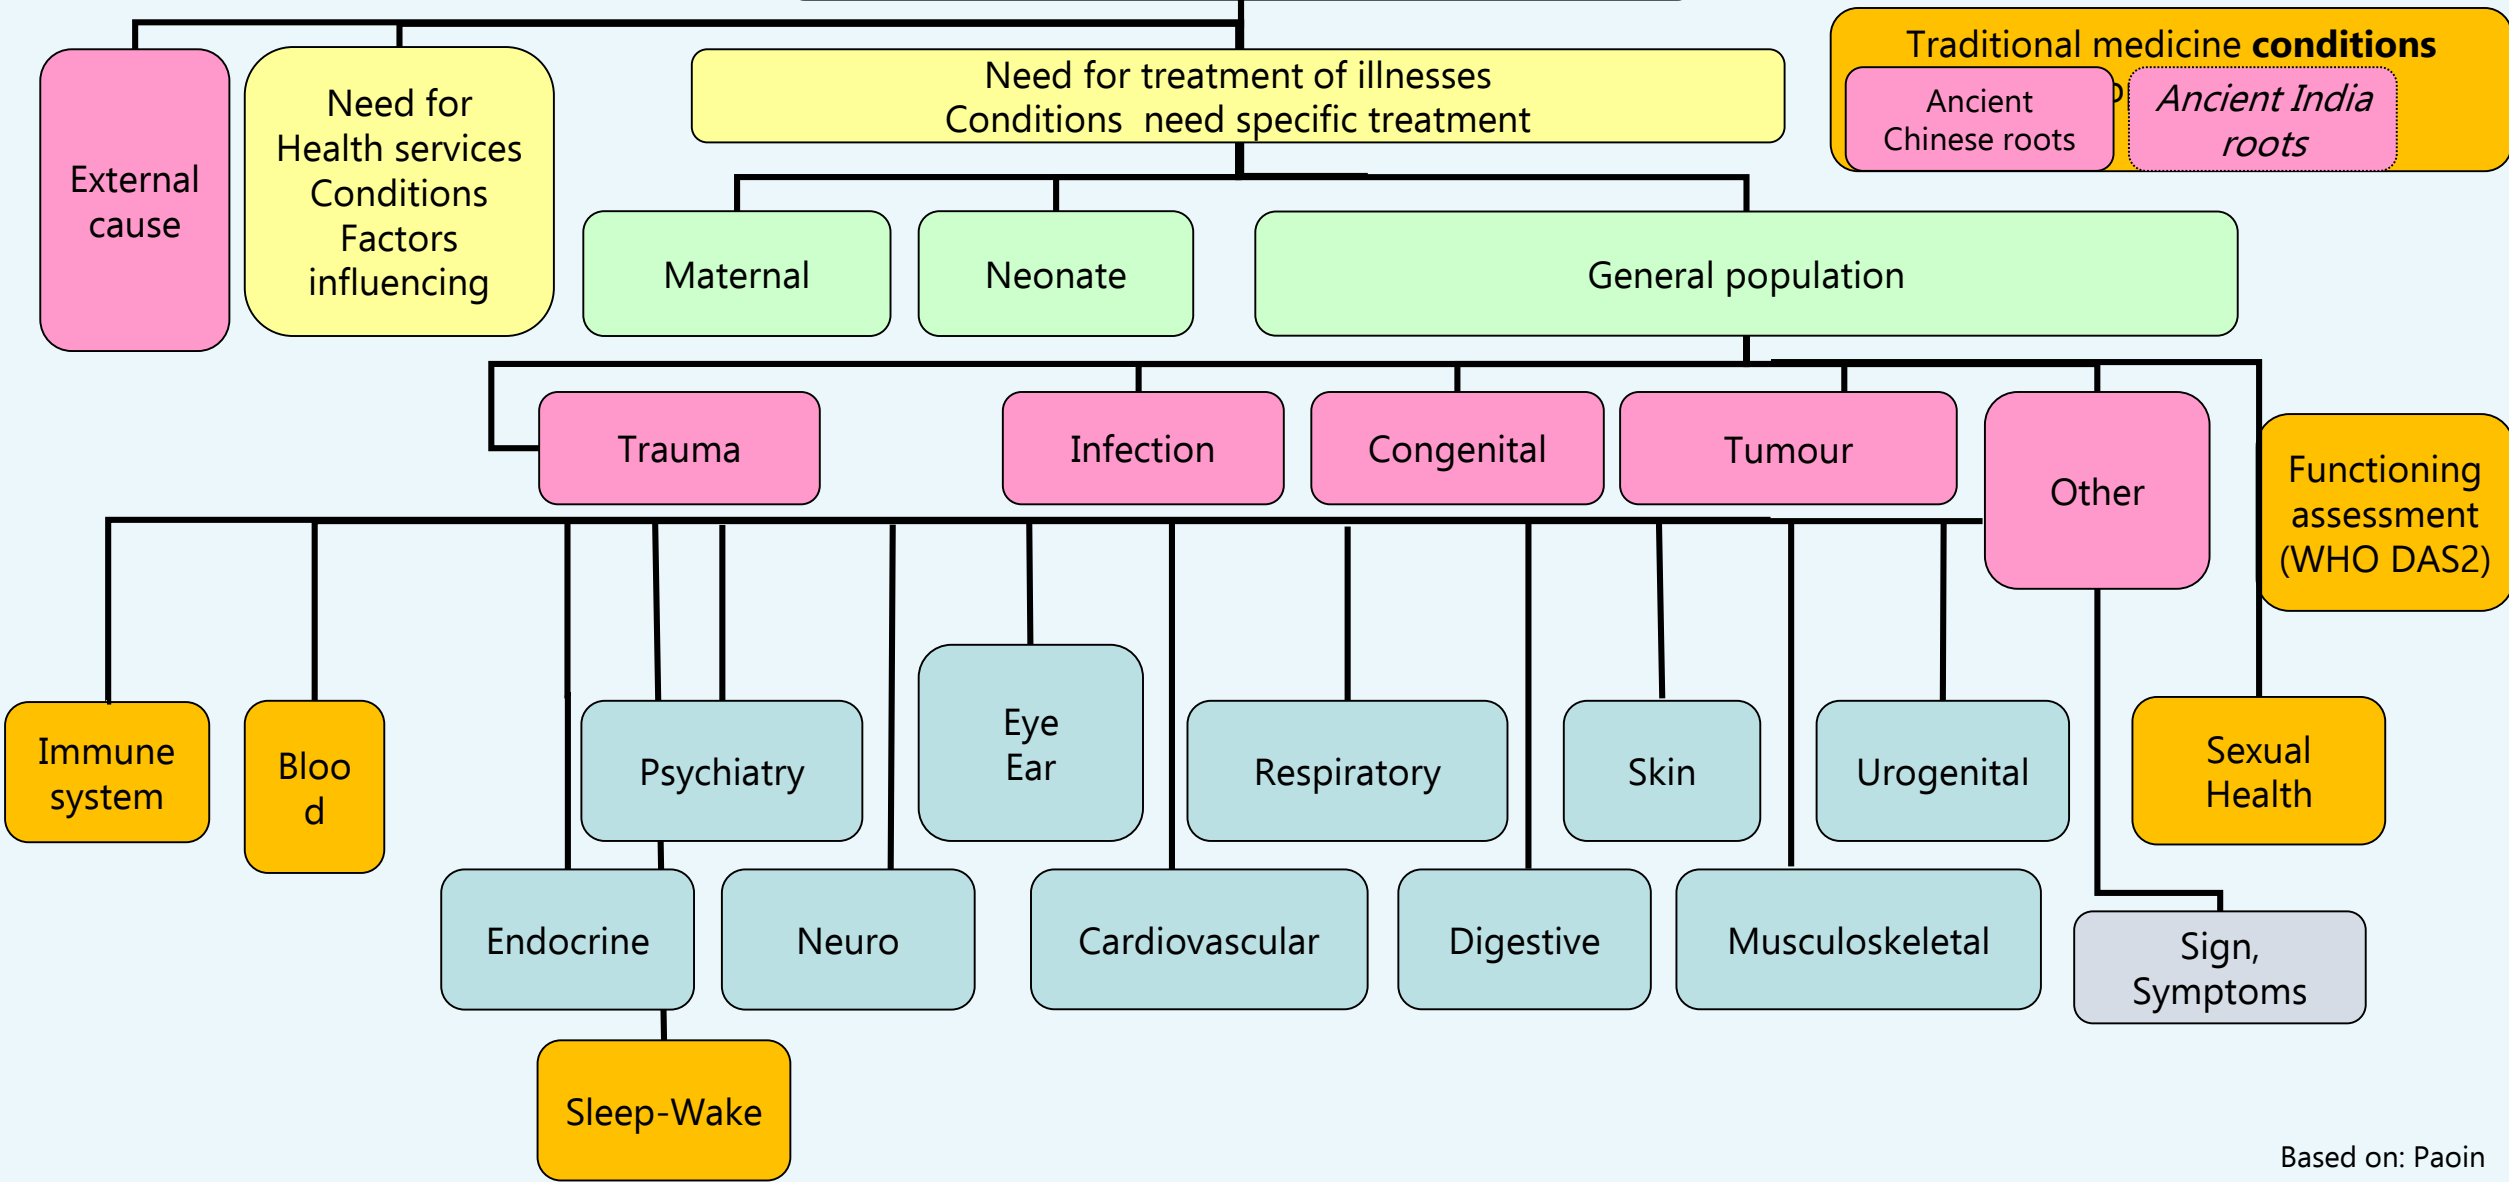 Traditional medicine conditions
Ancient
Chinese roots
Ancient India
roots
Need for treatment of illnesses
Conditions need specific treatment
External
cause
Need for
Health services
Conditions
Factors
influencing
Maternal
Neonate
General population
Trauma
Infection
Congenital
Tumour
Other
Functioning
assessment
(WHO DAS2)
Immune
system
Bloo
d
Psychiatry
Eye
Ear
Respiratory
Skin
Urogenital
Sexual
Health
Endocrine
Neuro
Cardiovascular
Digestive
Musculoskeletal
Sign,
Symptoms
Sleep-Wake
Based on: Paoin